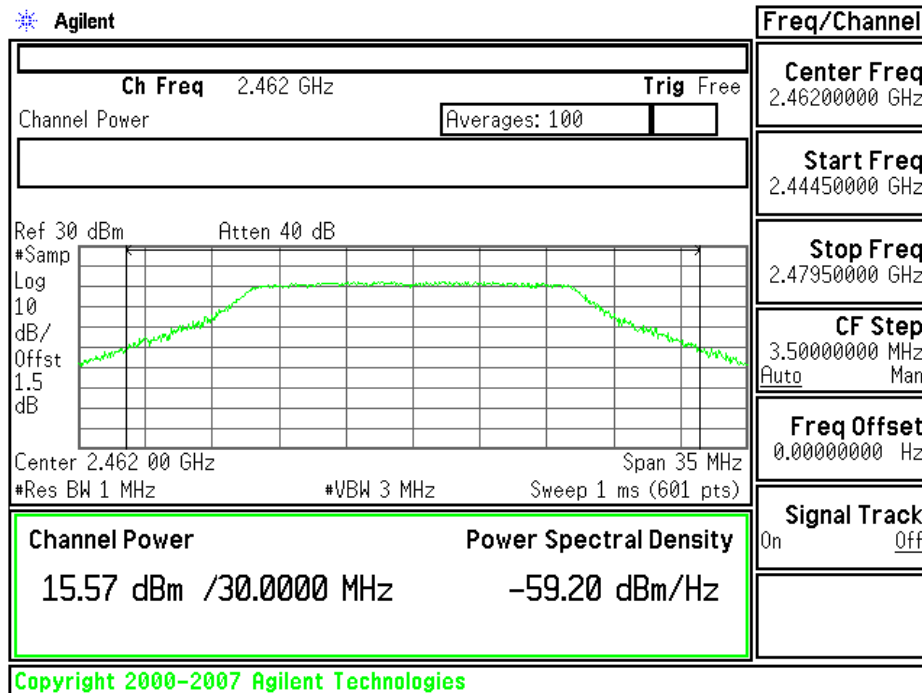 Agilent
Freq/Channel
Ch Freq 2.462 GHz Trig Free
Channel Power Averages: 100
Ref 30 dBm Atten 40 dB
#Samp
Log
10
dB/
Offst
1.5
dB
Center 2.462 00 GHz Span 35 MHz
#Res BW 1 MHz #VBW 3 MHz Sweep 1 ms (601 pts)
Channel Power Power Spectral Density
15.57 dBm /30.0000 MHz -59.20 dBm/Hz
Copyright 2000-2007 Agilent Technologies
Center Freq
2.46200000 GHz
Start Freq
2.44450000 GHz
Stop Freq
2.47950000 GHz
CF Step
3.50000000 MHz
Auto Man
Freq Offset
0.00000000 Hz
Signal Track
On Off